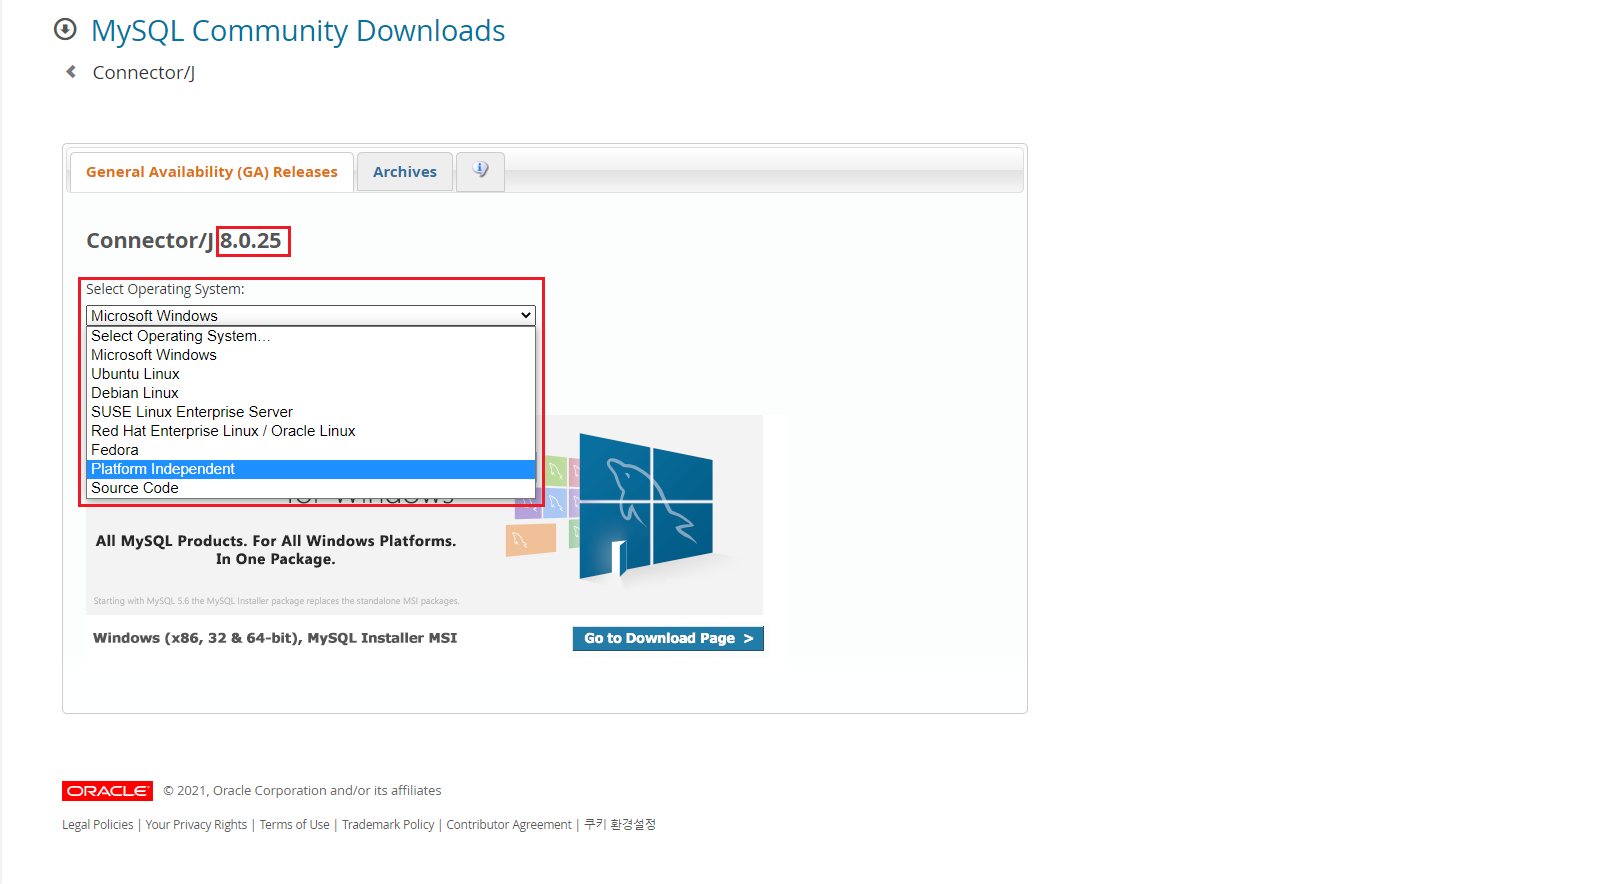 MySQL Community Downloads
Connector/J
General Availability (GA) Releases
Archives
Connector/J 8.0.25
Select Operating System:
Microsoft Windows
Select Operating System…
Microsoft Windows
Ubuntu Linux
Debian Linux
SUSE Linux Enterprise Server
Red Hat Enterprise Linux / Oracle Linux
Fedora
Platform Independent
Source Code
for Windows
All MySQL Products. For All Windows Platforms.
In One Package.
Starting with MySQL 5.6 the MySQL Installer package replaces the standalone MSI packages.
Windows (x86, 32 & 64-bit), MySQL Installer MSI
Go to Download Page >
ORACLE © 2021, Oracle Corporation and/or its affiliates
Legal Policies | Your Privacy Rights | Terms of Use | Trademark Policy | Contributor Agreement | 쿠키 환경설정